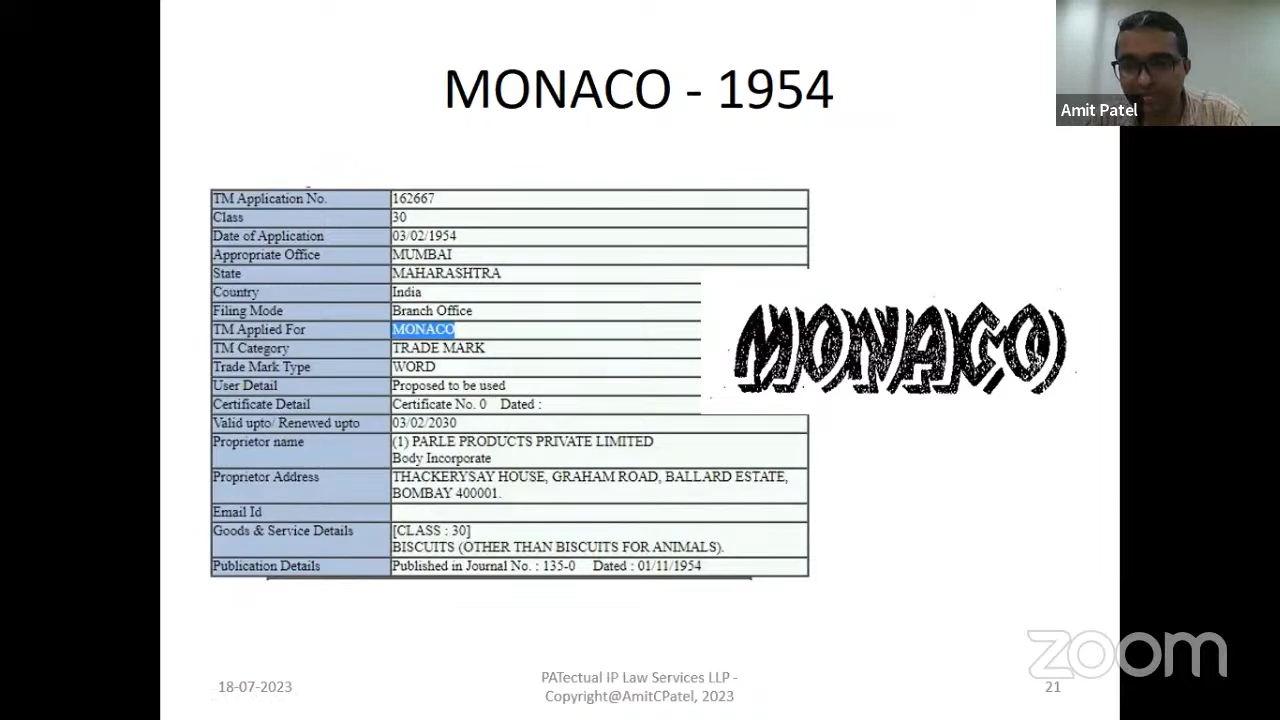 MONACO - 1954
Amit Patel
TM Application No. 162667
Class 30
Date of Application 03/02/1954
Appropriate Office MUMBAI
State MAHARASHTRA
Country India
Filing Mode Branch Office
TM Applied For MONACO
TM Category TRADE MARK
Trade Mark Type WORD
User Detail Proposed to be used
Certificate Detail Certificate No. 0 Dated :
Valid upto/ Renewed upto 03/02/2030
Proprietor name (1) PARLE PRODUCTS PRIVATE LIMITED
Body Incorporate
Proprietor Address THACKERYSAY HOUSE, GRAHAM ROAD, BALLARD ESTATE,
BOMBAY 400001.
Email Id
Goods & Service Details [CLASS : 30]
BISCUITS (OTHER THAN BISCUITS FOR ANIMALS).
Publication Details Published in Journal No. : 135-0 Dated : 01/11/1954
MONACO
zoom
18-07-2023
PATectual IP Law Services LLP -
Copyright@AmitCPatel, 2023
21